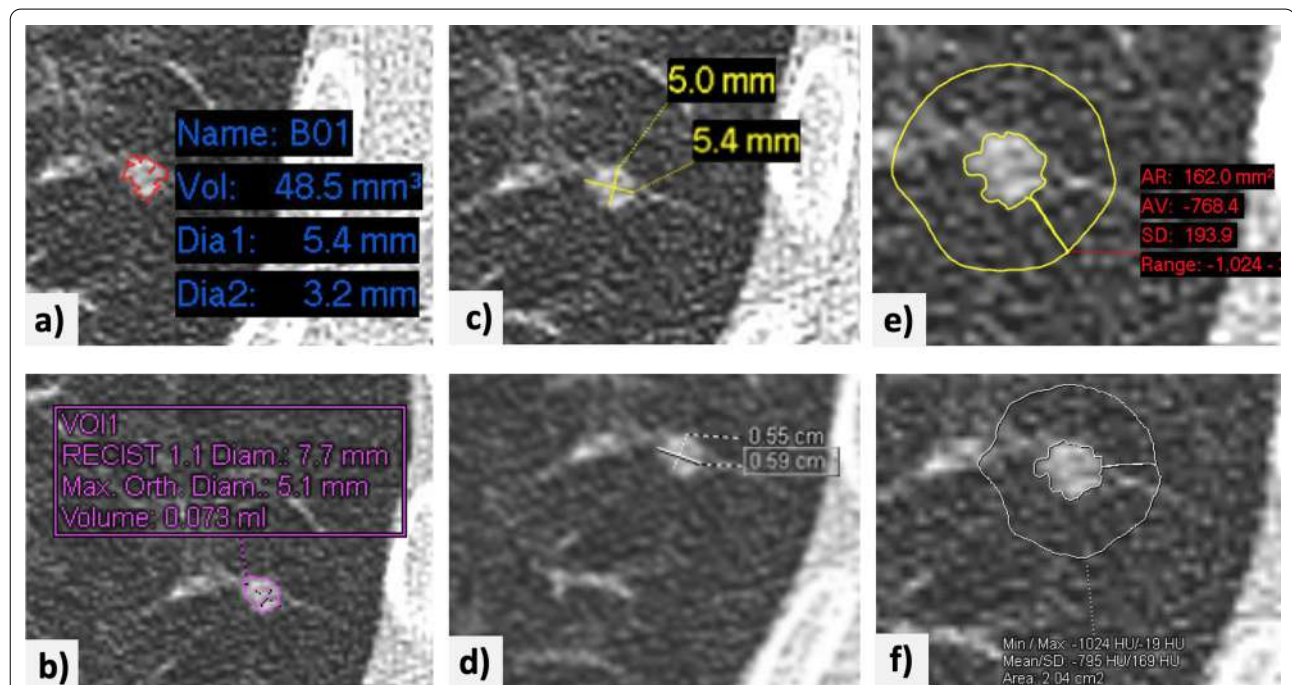 Name: B01
Vol: 48.5 mm³
Dia1: 5.4 mm
Dia2: 3.2 mm
a)
5.0 mm
5.4 mm
c)
AR: 162.0 mm²
AV: -768.4
SD: 193.9
Range: -1,024 -
e)
VOI1
RECIST 1.1 Diam.: 7.7 mm
Max. Orth. Diam.: 5.1 mm
Volume: 0.073 ml
b)
0.55 cm
0.59 cm
d)
Min / Max: -1024 HU/-19 HU
Mean/SD: -795 HU/169 HU
Area: 2.04 cm2
f)